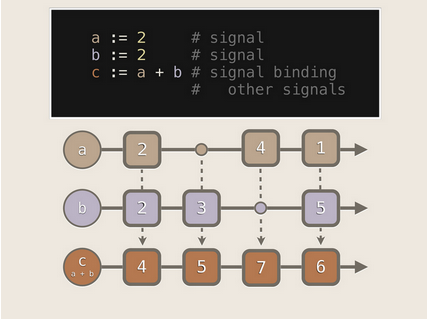 a := 2 # signal
b := 2 # signal
c := a + b # signal binding
# other signals
a 2 4 1
b 2 3 5
c 4 5 7 6
a + b